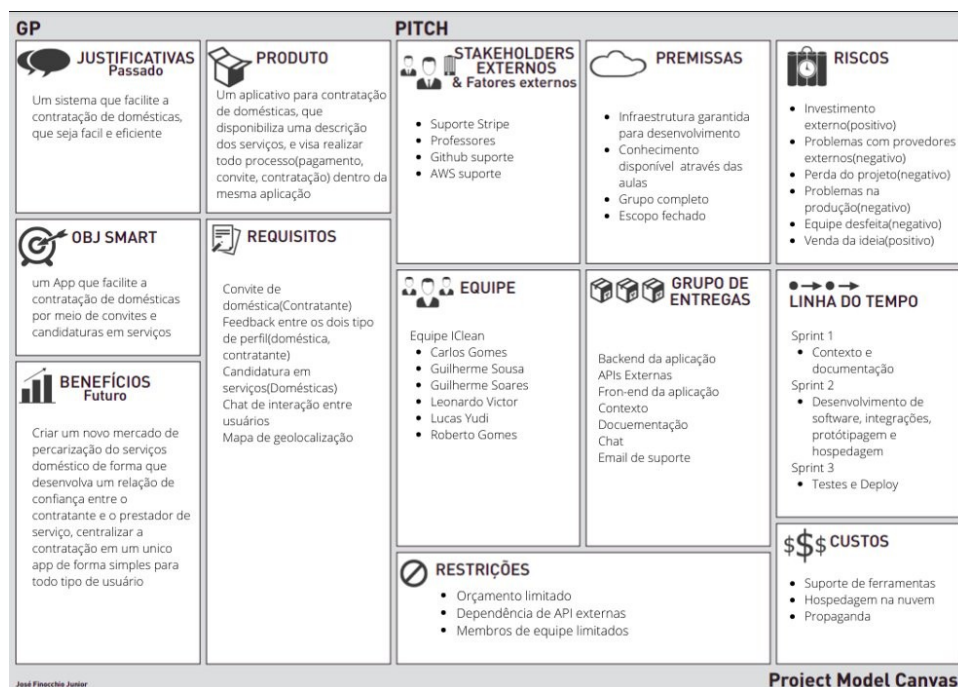 GP
PITCH
JUSTIFICATIVAS
Passado
Um sistema que facilite a
contratação de domésticas,
que seja facil e eficiente
OBJ SMART
um App que facilite a
contratação de domésticas
por meio de convites e
candidaturas em serviços
BENEFÍCIOS
Futuro
Criar um novo mercado de
percarização do serviços
doméstico de forma que
desenvolva um relação de
confiança entre o
contratante e o prestador de
serviço, centralizar a
contratação em um unico
app de forma simples para
todo tipo de usuário
PRODUTO
Um aplicativo para contratação
de domésticas, que
disponibiliza uma descrição
dos serviços, e visa realizar
todo processo(pagamento,
convite, contratação) dentro da
mesma aplicação
REQUISITOS
Convite de
doméstica(Contratante)
Feedback entre os dois tipo
de perfil(doméstica,
contratante)
Candidatura em
serviços(Domésticas)
Chat de interação entre
usuários
Mapa de geolocalização
STAKEHOLDERS
EXTERNOS
& Fatores externos
• Suporte Stripe
• Professores
• Github suporte
• AWS suporte
EQUIPE
Equipe IClean
• Carlos Gomes
• Guilherme Sousa
• Guilherme Soares
• Leonardo Victor
• Lucas Yudi
• Roberto Gomes
PREMISSAS
• Infraestrutura garantida
para desenvolvimento
• Conhecimento
disponível através das
aulas
• Grupo completo
• Escopo fechado
GRUPO DE
ENTREGAS
Backend da aplicação
APIs Externas
Fron-end da aplicação
Contexto
Docuementação
Chat
Email de suporte
RESTRIÇÕES
• Orçamento limitado
• Dependência de API externas
• Membros de equipe limitados
RISCOS
• Investimento
externo(positivo)
• Problemas com provedores
externos(negativo)
• Perda do projeto(negativo)
• Problemas na
produção(negativo)
• Equipe desfeita(negativo)
• Venda da ideia(positivo)
LINHA DO TEMPO
Sprint 1
• Contexto e
documentação
Sprint 2
• Desenvolvimento de
software, integrações,
prótótipagem e
hospedagem
Sprint 3
• Testes e Deploy
$$$ CUSTOS
• Suporte de ferramentas
• Hospedagem na nuvem
• Propaganda
José Finocchio Junior
Project Model Canvas